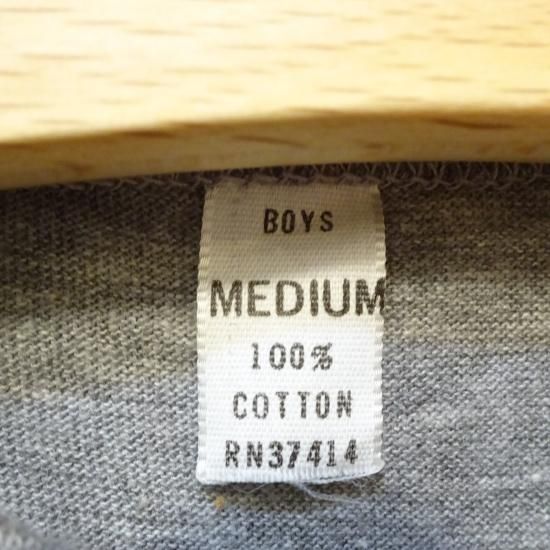 BOYS
MEDIUM
100%
COTTON
RN37414